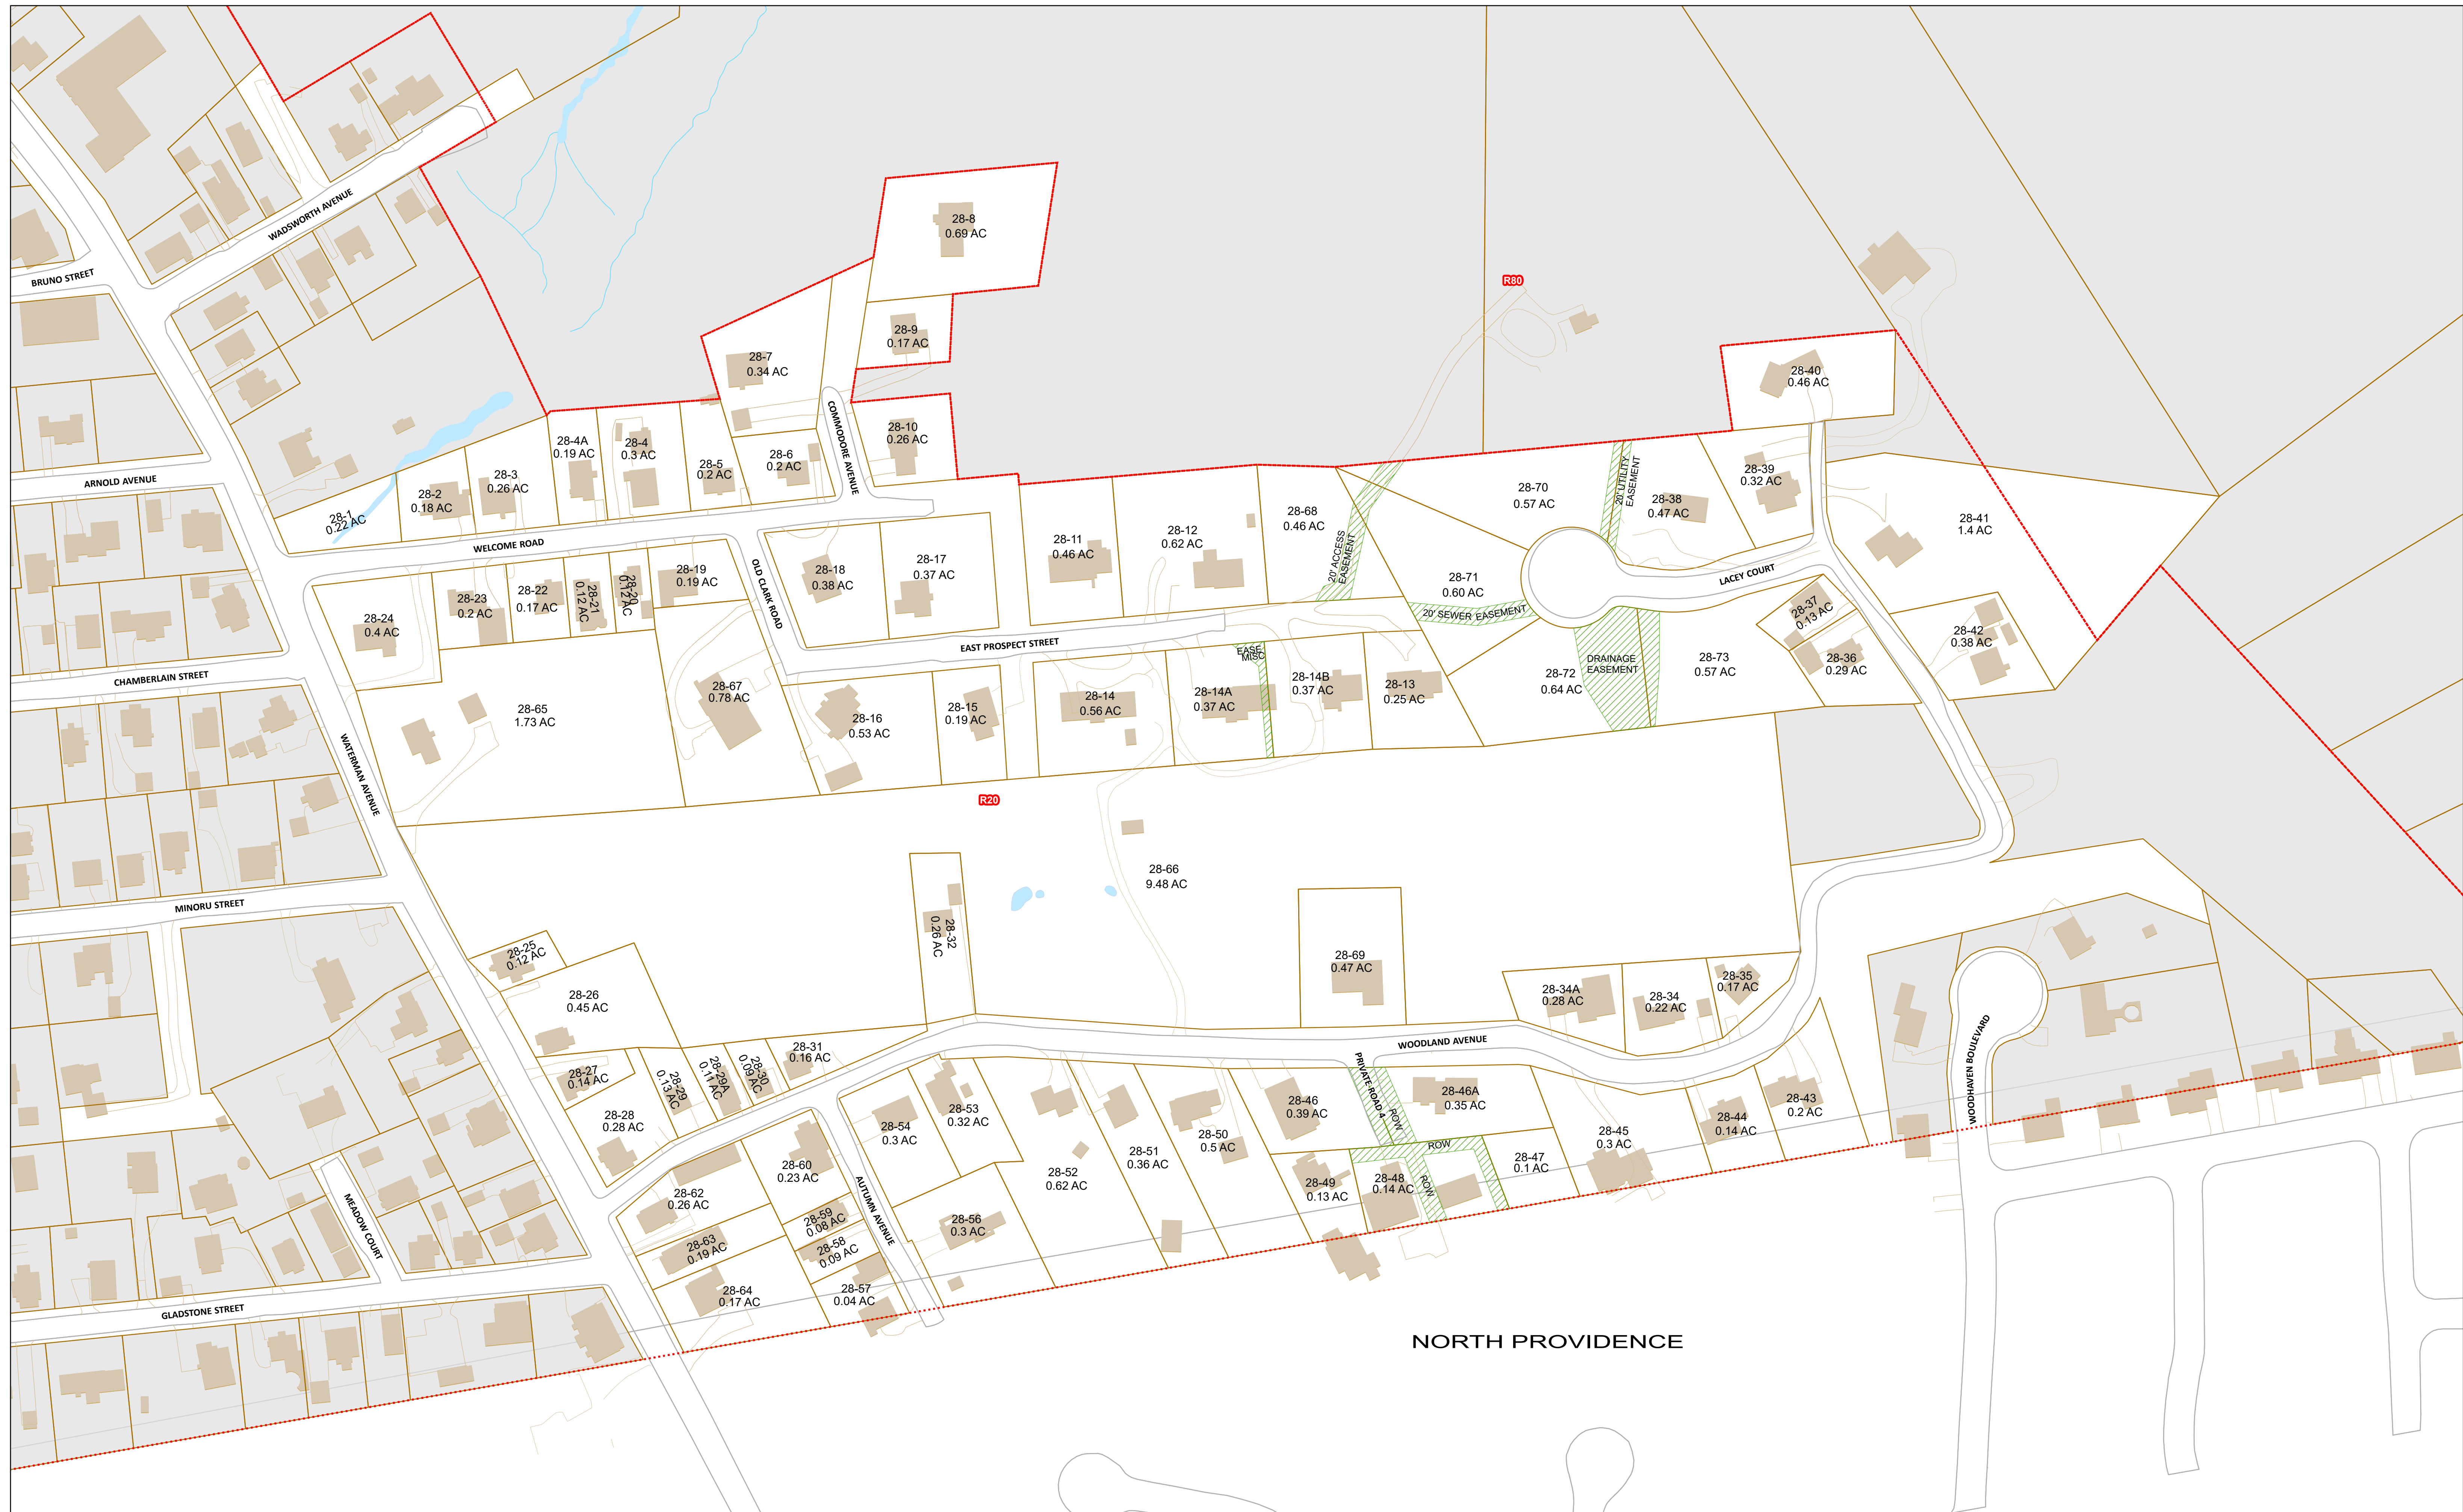 WADSWORTH AVENUE
BRUNO STREET
28-8
0.69 AC
R80
28-9
0.17 AC
28-7
0.34 AC
28-40
0.46 AC
COMMODORE AVENUE
28-10
0.26 AC
28-4A
0.19 AC
28-4
0.3 AC
28-5
0.2 AC
28-6
0.2 AC
28-3
0.26 AC
28-2
0.18 AC
28-1
0.22 AC
ARNOLD AVENUE
28-39
0.32 AC
28-38
0.47 AC
20' UTILITY
EASEMENT
28-70
0.57 AC
28-41
1.4 AC
28-68
0.46 AC
28-12
0.62 AC
28-11
0.46 AC
20' ACCESS
EASEMENT
WELCOME ROAD
OLD CLARK ROAD
28-17
0.37 AC
28-18
0.38 AC
28-19
0.19 AC
28-20
0.12 AC
28-21
0.12 AC
28-22
0.17 AC
28-23
0.2 AC
28-24
0.4 AC
28-71
0.60 AC
LACEY COURT
20' SEWER EASEMENT
28-37
0.13 AC
28-42
0.38 AC
28-36
0.29 AC
EAST PROSPECT STREET
EASE
MISC
DRAINAGE
EASEMENT
28-72
0.64 AC
28-73
0.57 AC
28-13
0.25 AC
28-14B
0.37 AC
28-14A
0.37 AC
28-14
0.56 AC
28-15
0.19 AC
28-16
0.53 AC
28-67
0.78 AC
28-65
1.73 AC
CHAMBERLAIN STREET
WATERMAN AVENUE
R20
28-66
9.48 AC
28-32
0.26 AC
MINORU STREET
28-25
0.12 AC
28-26
0.45 AC
28-69
0.47 AC
28-34A
0.28 AC
28-34
0.22 AC
28-35
0.17 AC
WOODLAND AVENUE
WOODHAVEN BOULEVARD
28-27
0.14 AC
28-28
0.28 AC
28-29
0.13 AC
28-29A
0.11 AC
28-30
0.09 AC
28-31
0.16 AC
PRIVATE ROAD 4
ROW
ROW
ROW
28-46A
0.35 AC
28-46
0.39 AC
28-43
0.2 AC
28-44
0.14 AC
28-45
0.3 AC
28-47
0.1 AC
28-48
0.14 AC
28-49
0.13 AC
28-50
0.5 AC
28-51
0.36 AC
28-52
0.62 AC
28-53
0.32 AC
28-54
0.3 AC
28-56
0.3 AC
AUTUMN AVENUE
28-60
0.23 AC
28-62
0.26 AC
28-59
0.08 AC
28-58
0.09 AC
28-63
0.19 AC
28-64
0.17 AC
28-57
0.04 AC
MEADOW COURT
GLADSTONE STREET
NORTH PROVIDENCE